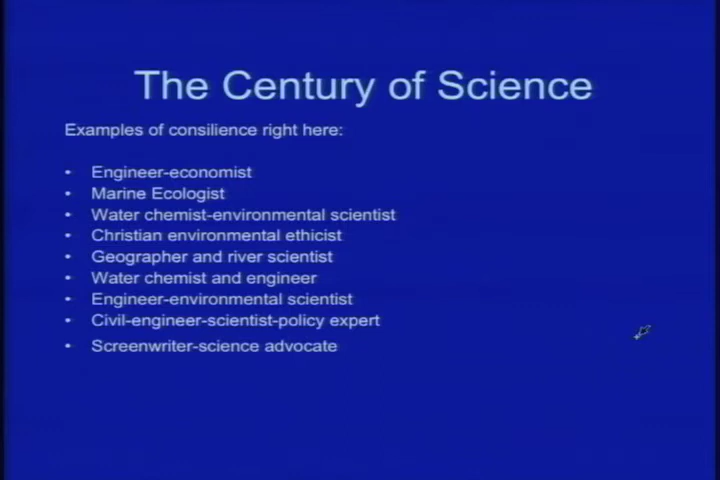 The Century of Science
Examples of consilience right here:
• Engineer-economist
• Marine Ecologist
• Water chemist-environmental scientist
• Christian environmental ethicist
• Geographer and river scientist
• Water chemist and engineer
• Engineer-environmental scientist
• Civil-engineer-scientist-policy expert
• Screenwriter-science advocate